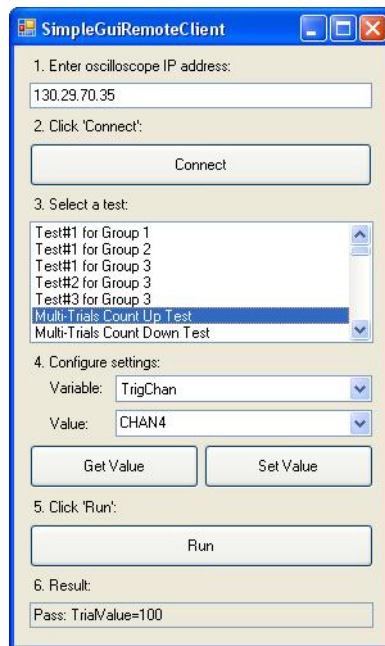 SimpleGuiRemoteClient
1. Enter oscilloscope IP address:
130.29.70.35
2. Click 'Connect':
Connect
3. Select a test:
Test#1 for Group 1
Test#1 for Group 2
Test#1 for Group 3
Test#2 for Group 3
Test#3 for Group 3
Multi-Trials Count Up Test
Multi-Trials Count Down Test
4. Configure settings:
Variable: TrigChan
Value: CHAN4
Get Value Set Value
5. Click 'Run':
Run
6. Result:
Pass: TrialValue=100